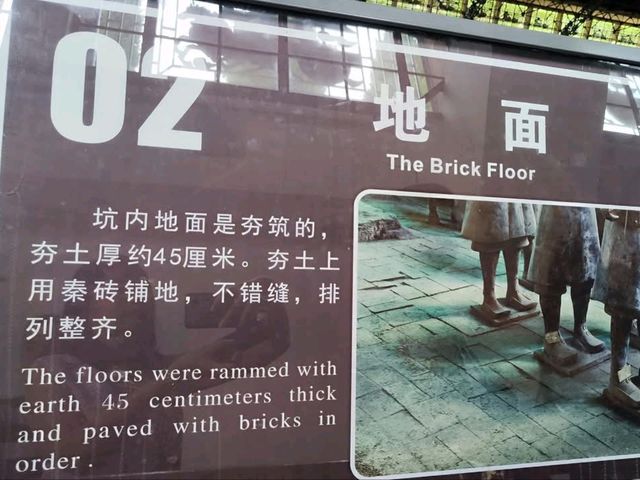 02
地面
The Brick Floor
坑内地面是夯筑的，
夯土厚约45厘米。夯土上
用秦砖铺地，不错缝，排
列整齐。
The floors were rammed with
earth 45 centimeters thick
and paved with bricks in
order .